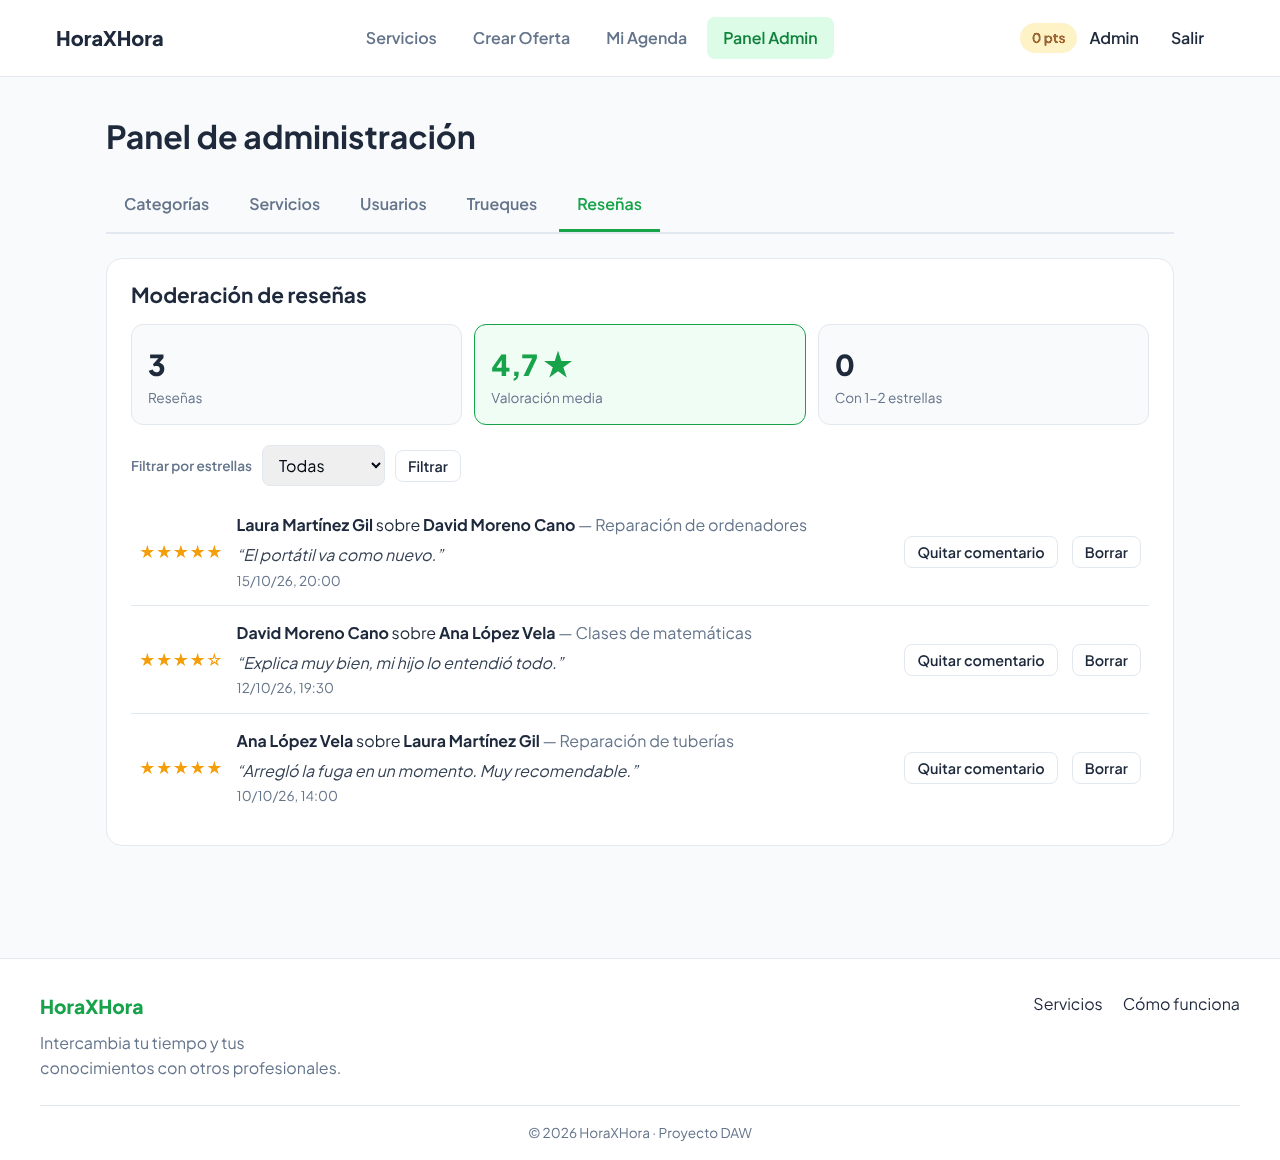 HoraXHora
Servicios
Crear Oferta
Mi Agenda
Panel Admin
0 pts
Admin
Salir
Panel de administración
Categorías
Servicios
Usuarios
Trueques
Reseñas
Moderación de reseñas
3
Reseñas
4,7 ★
Valoración media
0
Con 1–2 estrellas
Filtrar por estrellas
Todas
Filtrar
★★★★★
Laura Martínez Gil sobre David Moreno Cano — Reparación de ordenadores
“El portátil va como nuevo.”
15/10/26, 20:00
Quitar comentario
Borrar
★★★★☆
David Moreno Cano sobre Ana López Vela — Clases de matemáticas
“Explica muy bien, mi hijo lo entendió todo.”
12/10/26, 19:30
Quitar comentario
Borrar
★★★★★
Ana López Vela sobre Laura Martínez Gil — Reparación de tuberías
“Arregló la fuga en un momento. Muy recomendable.”
10/10/26, 14:00
Quitar comentario
Borrar
HoraXHora
Intercambia tu tiempo y tus
conocimientos con otros profesionales.
Servicios
Cómo funciona
© 2026 HoraXHora · Proyecto DAW